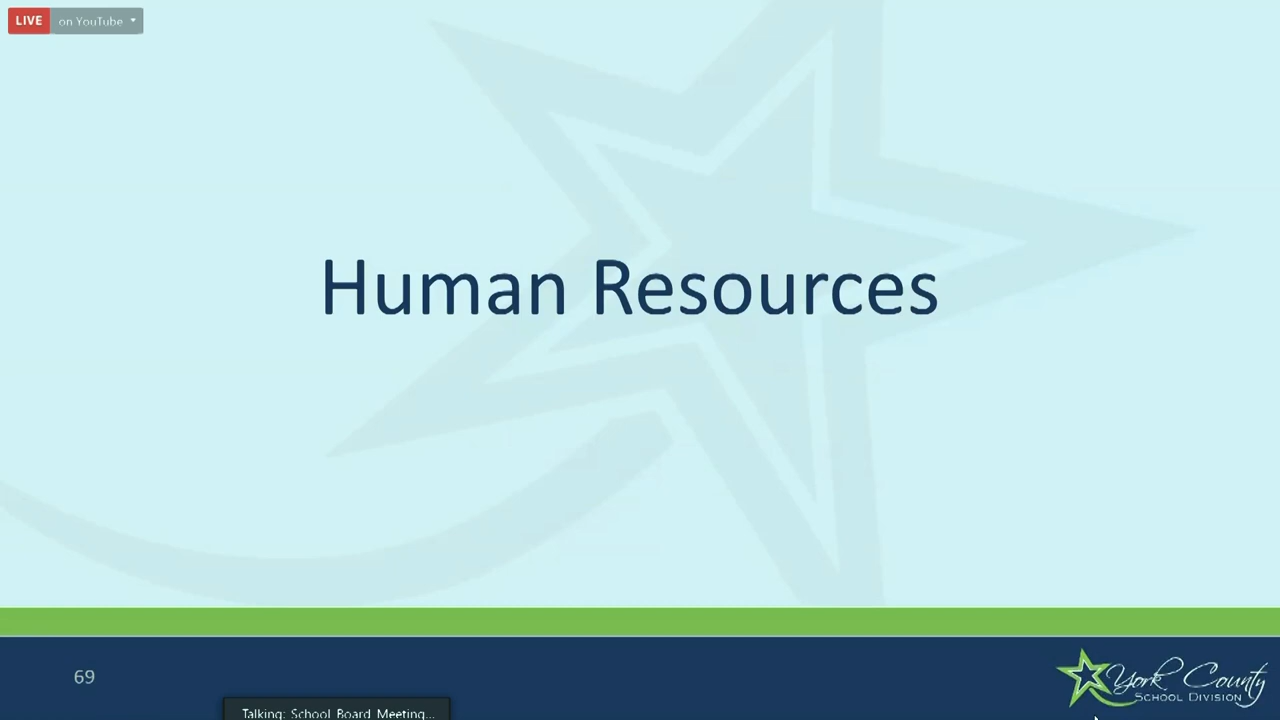 LIVE on YouTube
Human Resources
69
York County
SCHOOL DIVISION
Talking: School Board Meeting...